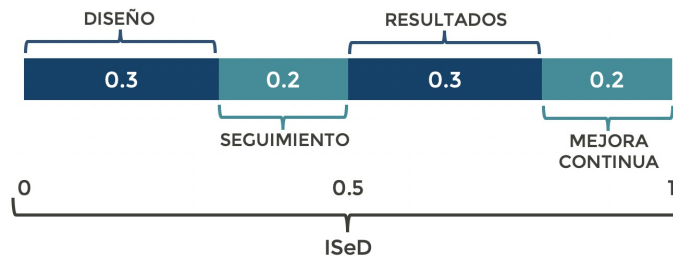 DISEÑO
RESULTADOS
0.3
0.2
0.3
0.2
SEGUIMIENTO
MEJORA
CONTINUA
0
0.5
1
ISeD